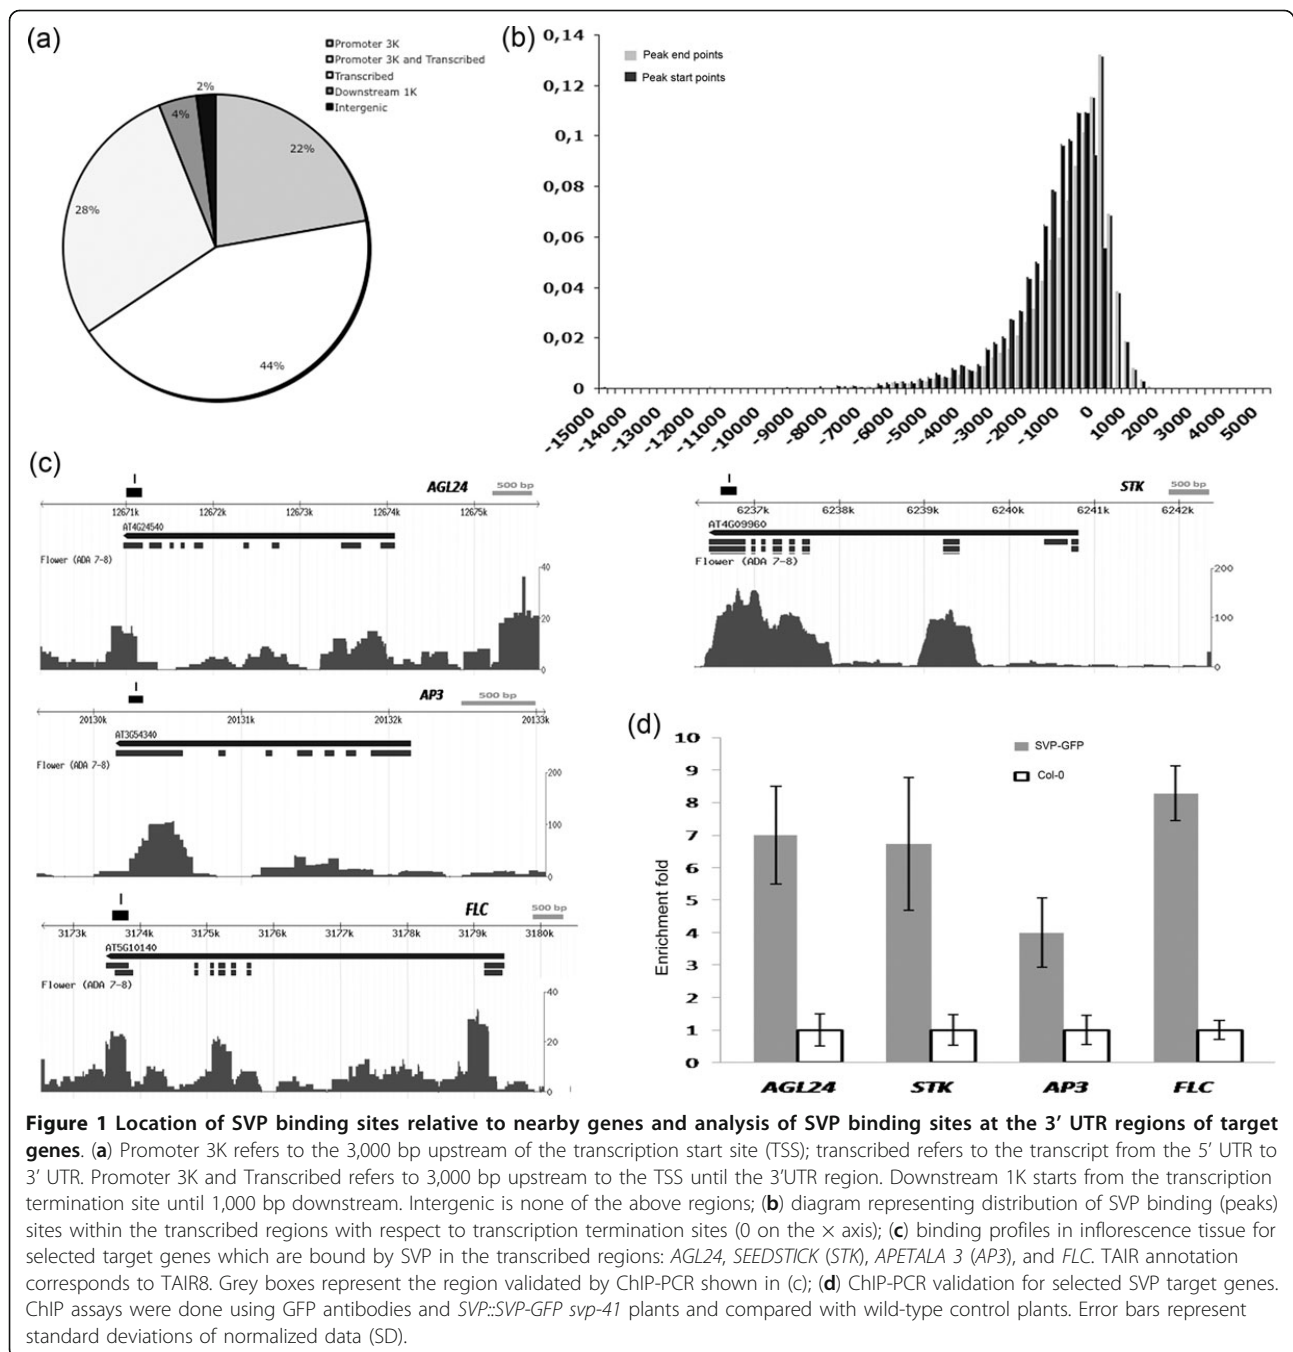 (a)
Promoter 3K
Promoter 3K and Transcribed
Transcribed
Downstream 1K
Intergenic
2%
4%
22%
28%
44%
(b)
0,14
0,12
0,1
0,08
0,06
0,04
0,02
0
Peak end points
Peak start points
-15000
-14000
-13000
-12000
-11000
-10000
-9000
-8000
-7000
-6000
-5000
-4000
-3000
-2000
-1000
0
1000
2000
3000
4000
5000
(c)
AGL24
500 bp
12671k 12672k 12673k 12674k 12675k
AT4G24540
Flower (ADA 7-8)
40
20
0
STK
500 bp
6237k 6238k 6239k 6240k 6241k 6242k
AT4G09960
Flower (ADA 7-8)
200
100
0
AP3
500 bp
20130k 20131k 20132k 20133k
AT3G54340
Flower (ADA 7-8)
200
100
0
FLC
500 bp
3173k 3174k 3175k 3176k 3177k 3178k 3179k 3180k
AT5G10140
Flower (ADA 7-8)
40
20
0
(d)
Enrichment fold
10
9
8
7
6
5
4
3
2
1
0
SVP-GFP
Col-0
AGL24 STK AP3 FLC
Figure 1 Location of SVP binding sites relative to nearby genes and analysis of SVP binding sites at the 3' UTR regions of target
genes. (a) Promoter 3K refers to the 3,000 bp upstream of the transcription start site (TSS); transcribed refers to the transcript from the 5' UTR to
3' UTR. Promoter 3K and Transcribed refers to 3,000 bp upstream to the TSS until the 3'UTR region. Downstream 1K starts from the transcription
termination site until 1,000 bp downstream. Intergenic is none of the above regions; (b) diagram representing distribution of SVP binding (peaks)
sites within the transcribed regions with respect to transcription termination sites (0 on the × axis); (c) binding profiles in inflorescence tissue for
selected target genes which are bound by SVP in the transcribed regions: AGL24, SEEDSTICK (STK), APETALA 3 (AP3), and FLC. TAIR annotation
corresponds to TAIR8. Grey boxes represent the region validated by ChIP-PCR shown in (c); (d) ChIP-PCR validation for selected SVP target genes.
ChIP assays were done using GFP antibodies and SVP::SVP-GFP svp-41 plants and compared with wild-type control plants. Error bars represent
standard deviations of normalized data (SD).